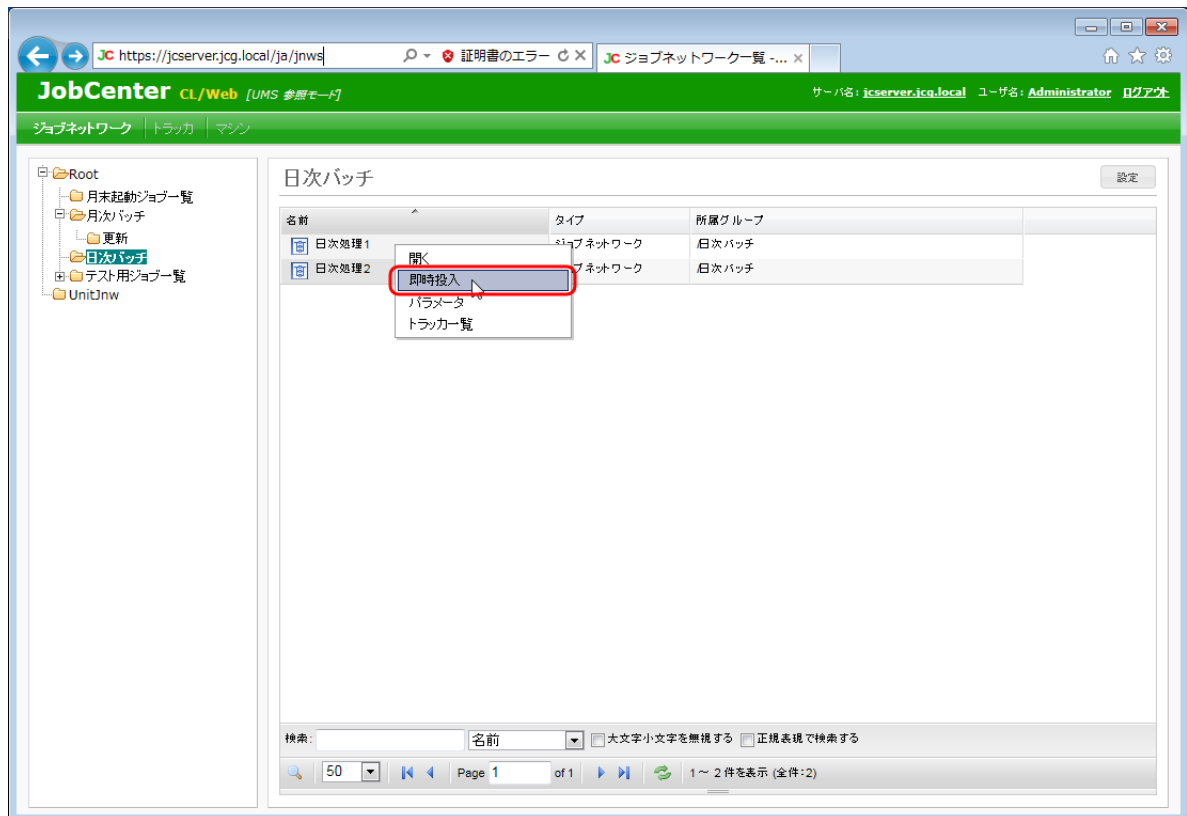 JC https://jcserver.jcg.local/ja/jnws 証明書のエラー JC ジョブネットワーク一覧 -...
JobCenter CL/Web [UMS 参照モード] サーバ名: jcserver.jcg.local ユーザ名: Administrator ログアウト
ジョブネットワーク トラッカ マシン
Root
月末起動ジョブ一覧
月次バッチ
更新
日次バッチ
テスト用ジョブ一覧
UnitJnw
日次バッチ 設定
名前 タイプ 所属グループ
日次処理1 ジョブネットワーク /日次バッチ
日次処理2 ブネットワーク /日次バッチ
開く
即時投入
パラメータ
トラッカ一覧
検索: 名前 大文字小文字を無視する 正規表現で検索する
50 Page 1 of 1 1~ 2 件を表示 (全件:2)